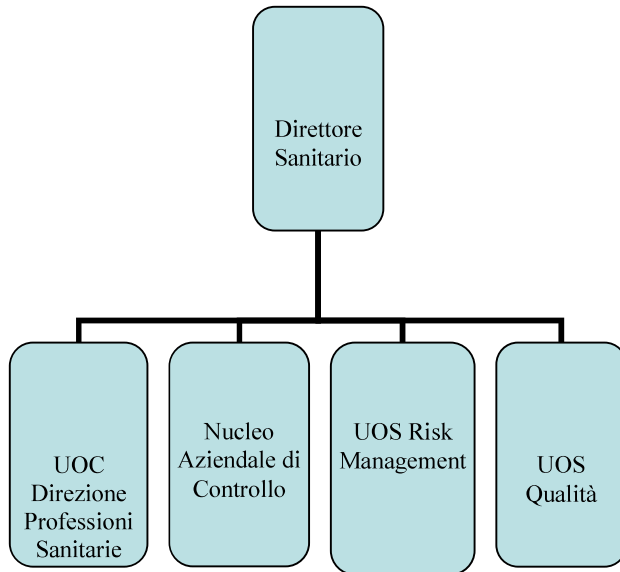 Direttore
Sanitario
UOC
Direzione
Professioni
Sanitarie
Nucleo
Aziendale di
Controllo
UOS Risk
Management
UOS
Qualità